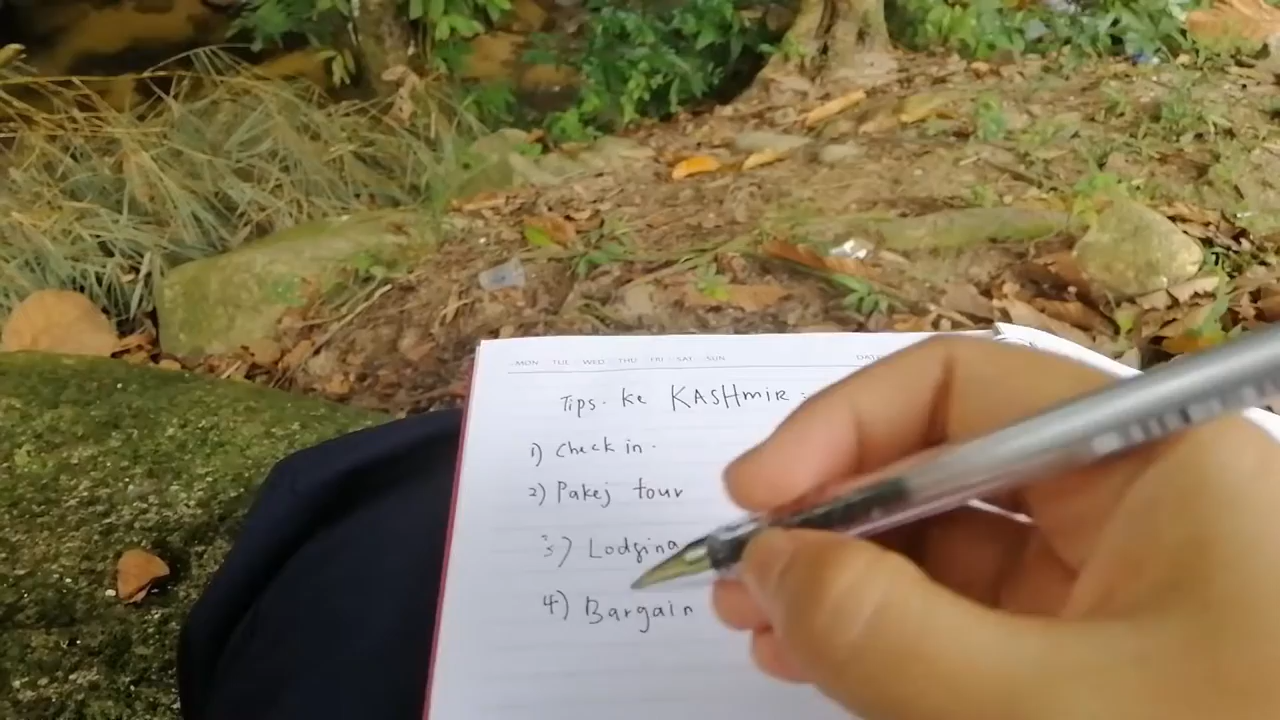 MON TUE WED THU FRI SAT SUN DATE
Tips. ke KASHmIR :
1) Check in.
2) Pakej tour
3) Lodging
4) Bargain